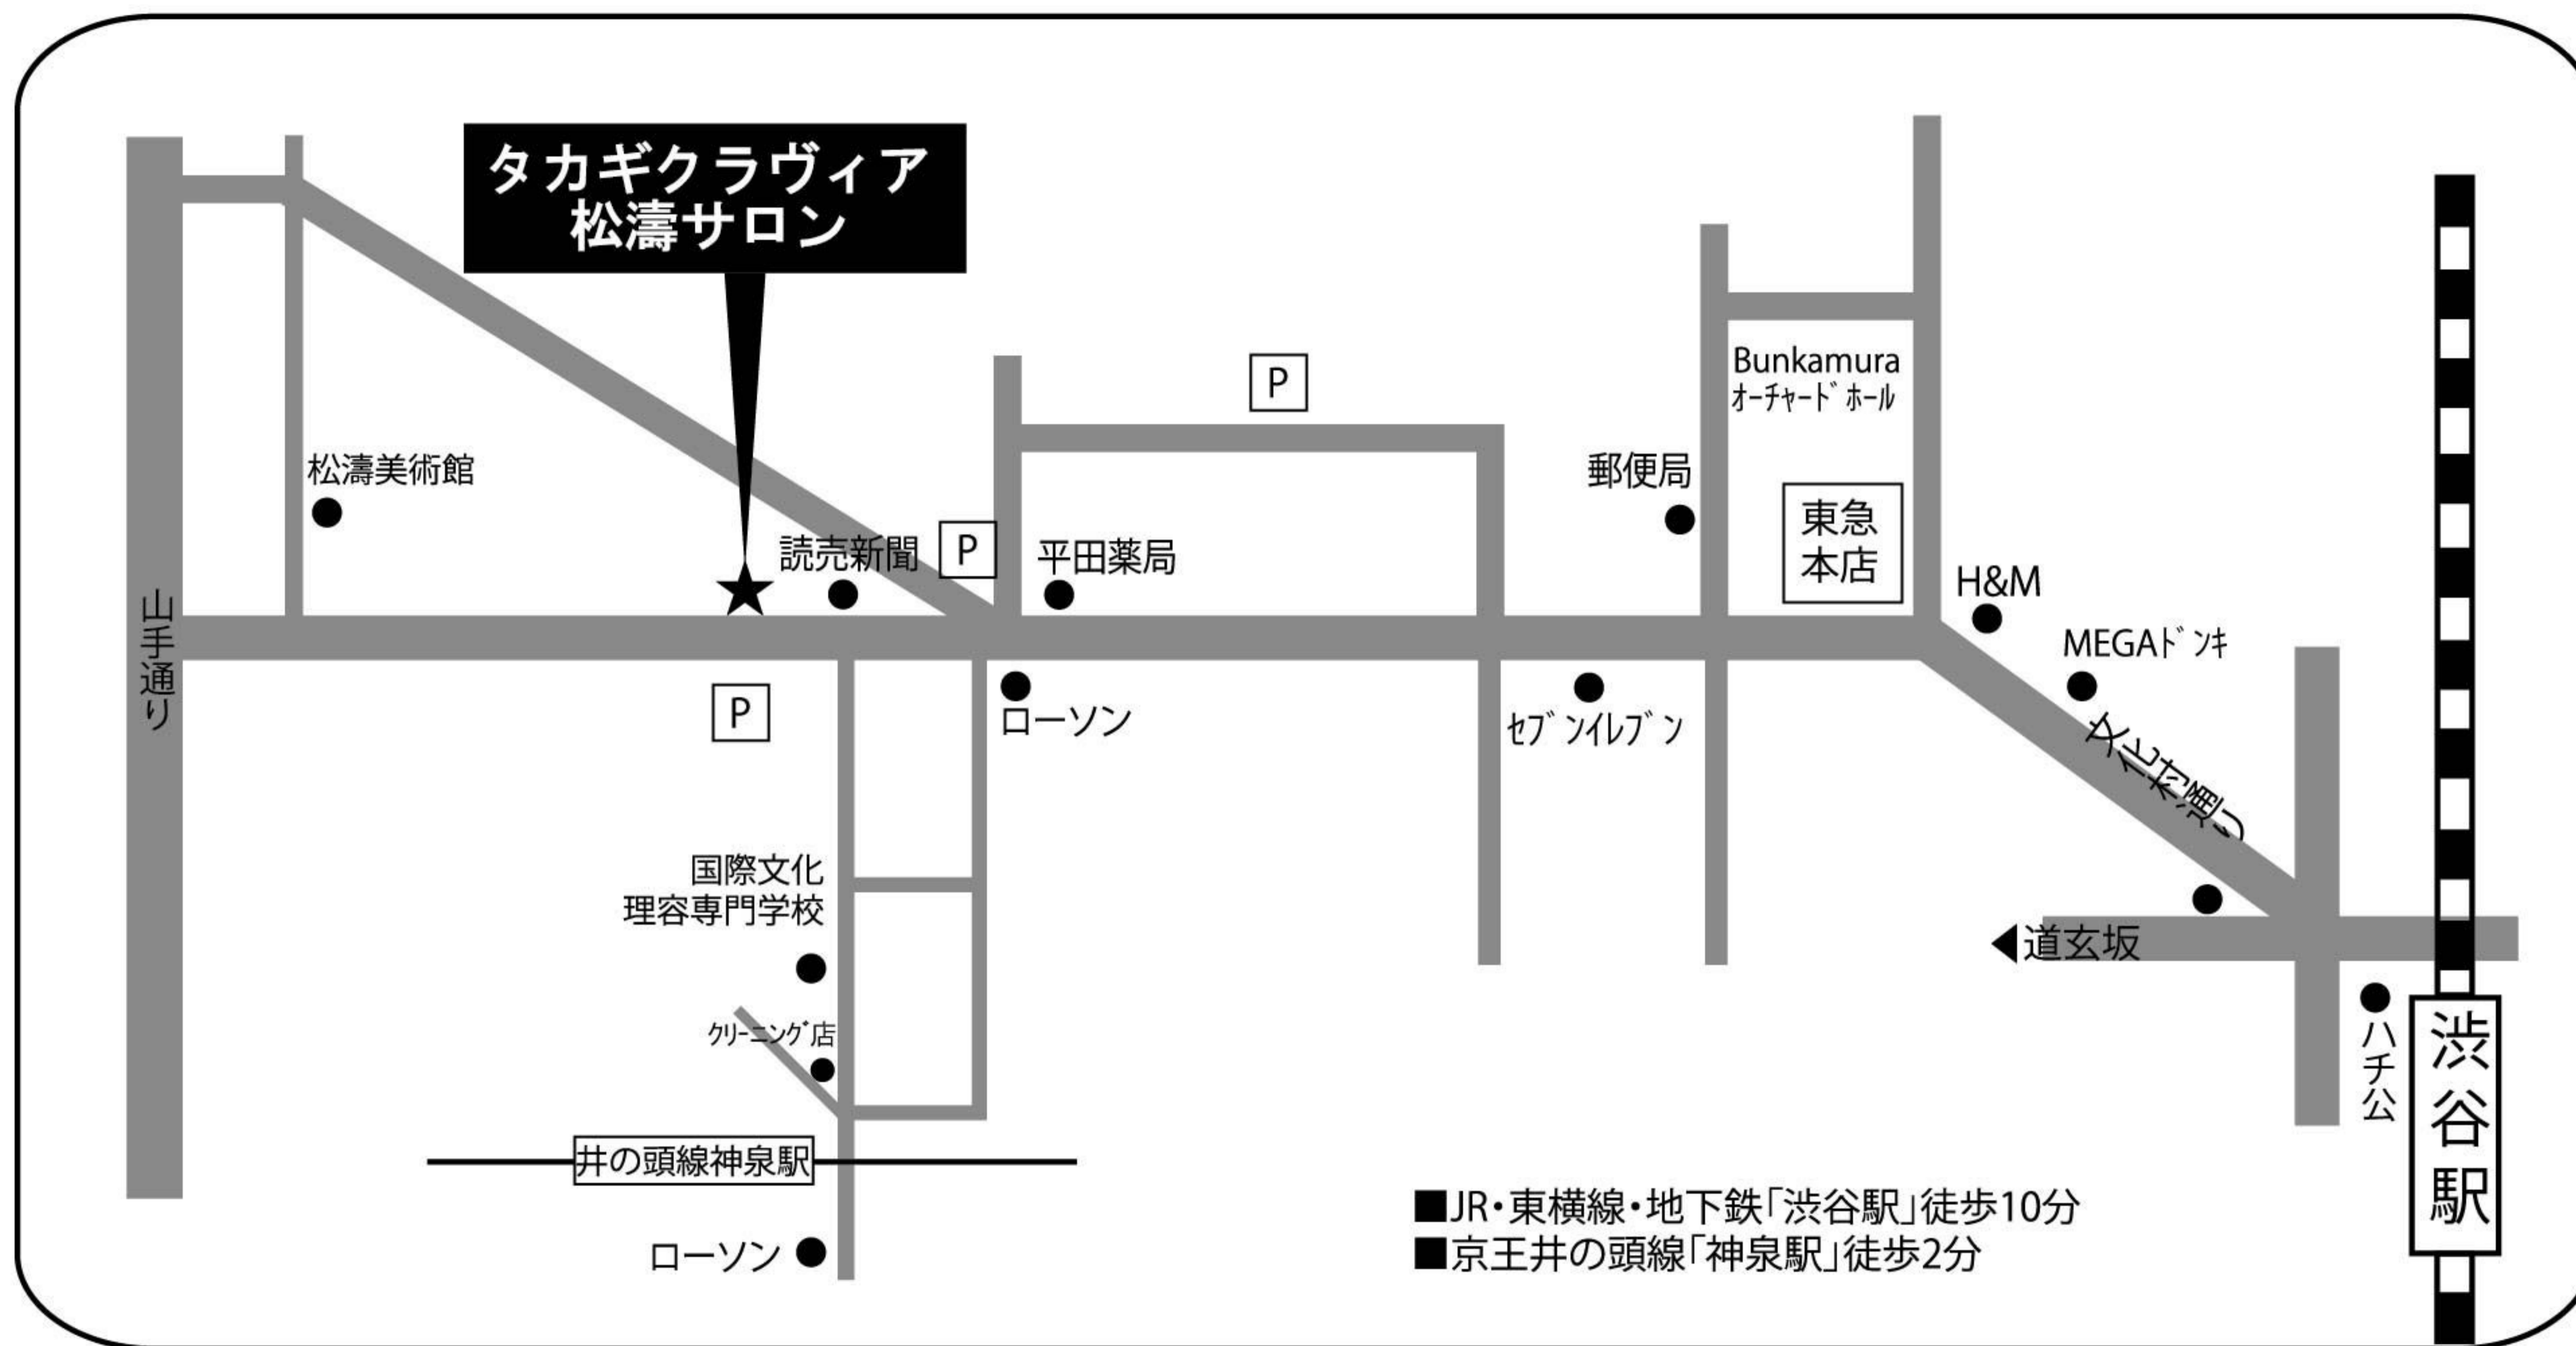 タカギクラヴィア
松濤サロン
P
Bunkamura
ｵｰﾁｬｰﾄﾞﾎｰﾙ
松濤美術館
郵便局
東急
本店
読売新聞
P
平田薬局
H&M
MEGAﾄﾞﾝｷ
山手通り
P
ローソン
ｾﾌﾞﾝｲﾚﾌﾞﾝ
文化村通り
国際文化
理容専門学校
道玄坂
ｸﾘｰﾆﾝｸﾞ店
ハチ公
渋谷駅
井の頭線神泉駅
ローソン
■JR・東横線・地下鉄｢渋谷駅｣徒歩10分
■京王井の頭線｢神泉駅｣徒歩2分